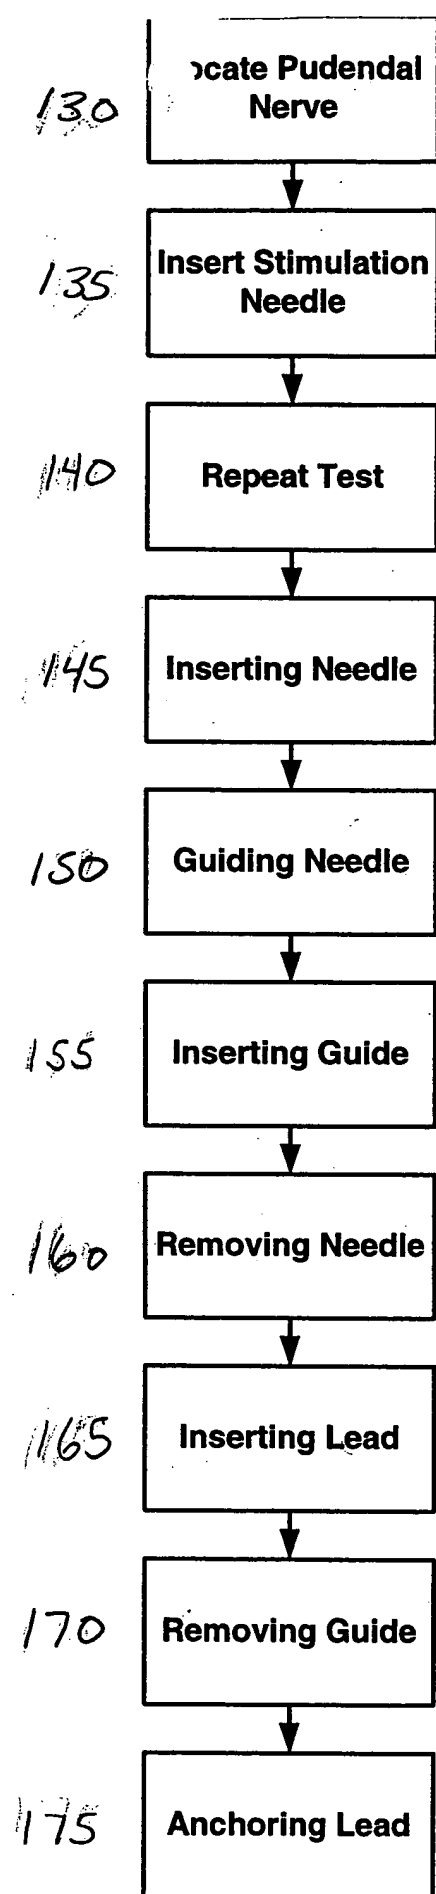 130
ocate Pudendal
Nerve
135
Insert Stimulation
Needle
140
Repeat Test
145
Inserting Needle
150
Guiding Needle
155
Inserting Guide
160
Removing Needle
165
Inserting Lead
170
Removing Guide
175
Anchoring Lead